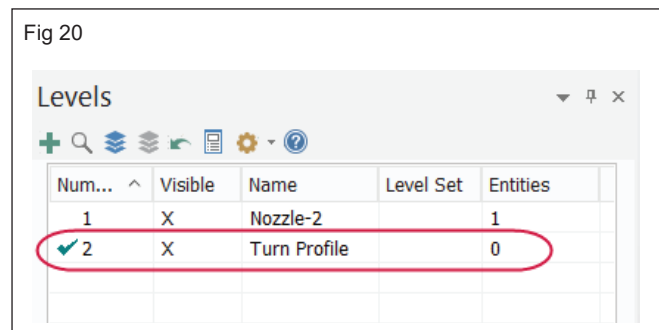 Fig 20
Levels
Num... Visible Name Level Set Entities
1 X Nozzle-2 1
2 X Turn Profile 0